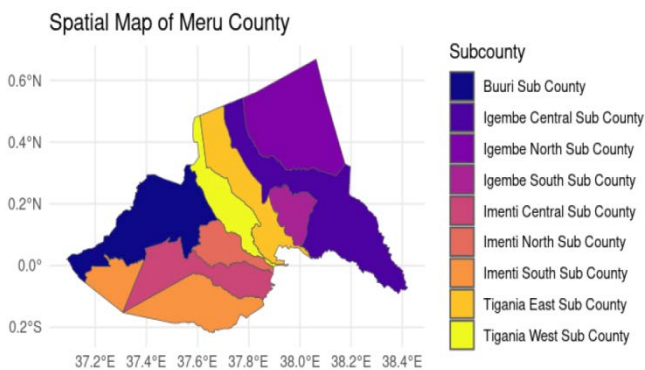 Spatial Map of Meru County
Subcounty
Buuri Sub County
Igembe Central Sub County
Igembe North Sub County
Igembe South Sub County
Imenti Central Sub County
Imenti North Sub County
Imenti South Sub County
Tigania East Sub County
Tigania West Sub County
0.6°N
0.4°N
0.2°N
0.0°
0.2°S
37.2°E 37.4°E 37.6°E 37.8°E 38.0°E 38.2°E 38.4°E